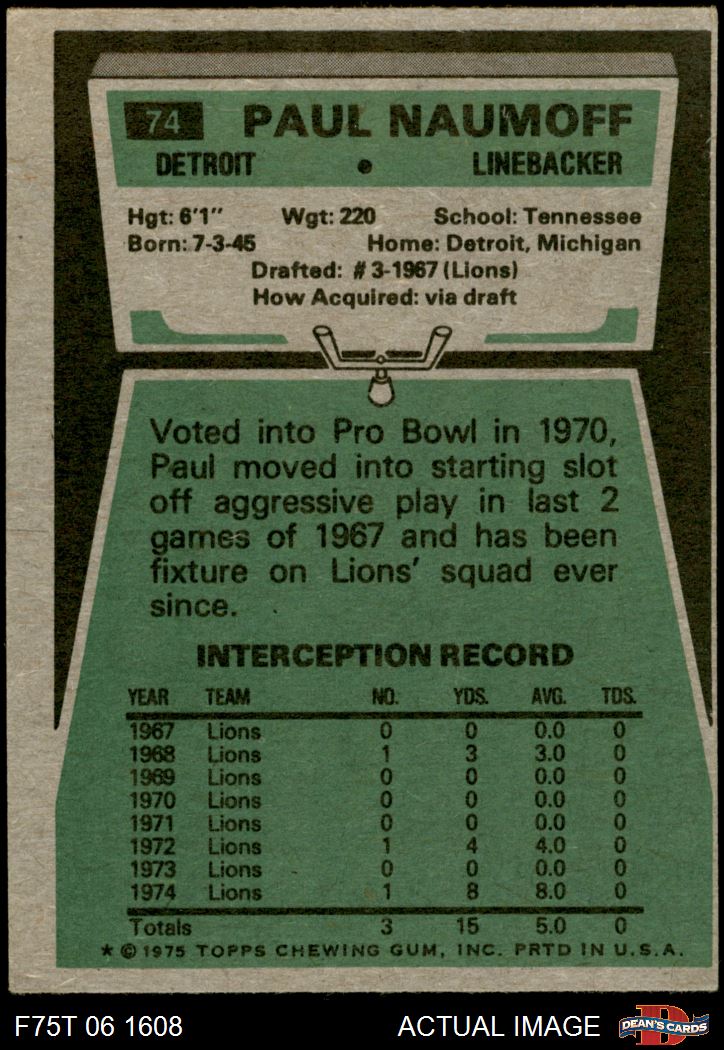 74 PAUL NAUMOFF
DETROIT • LINEBACKER
Hgt: 6'1" Wgt: 220 School: Tennessee
Born: 7-3-45 Home: Detroit, Michigan
Drafted: #3-1967 (Lions)
How Acquired: via draft
Voted into Pro Bowl in 1970,
Paul moved into starting slot
off aggressive play in last 2
games of 1967 and has been
fixture on Lions' squad ever
since.
INTERCEPTION RECORD
YEAR TEAM NO. YDS. AVG. TDS.
1967 Lions 0 0 0.0 0
1968 Lions 1 3 3.0 0
1969 Lions 0 0 0.0 0
1970 Lions 0 0 0.0 0
1971 Lions 0 0 0.0 0
1972 Lions 1 4 4.0 0
1973 Lions 0 0 0.0 0
1974 Lions 1 8 8.0 0
Totals 3 15 5.0 0
* © 1975 TOPPS CHEWING GUM, INC. PRTD IN U.S.A.
F75T 06 1608 ACTUAL IMAGE D DEAN'S CARDS